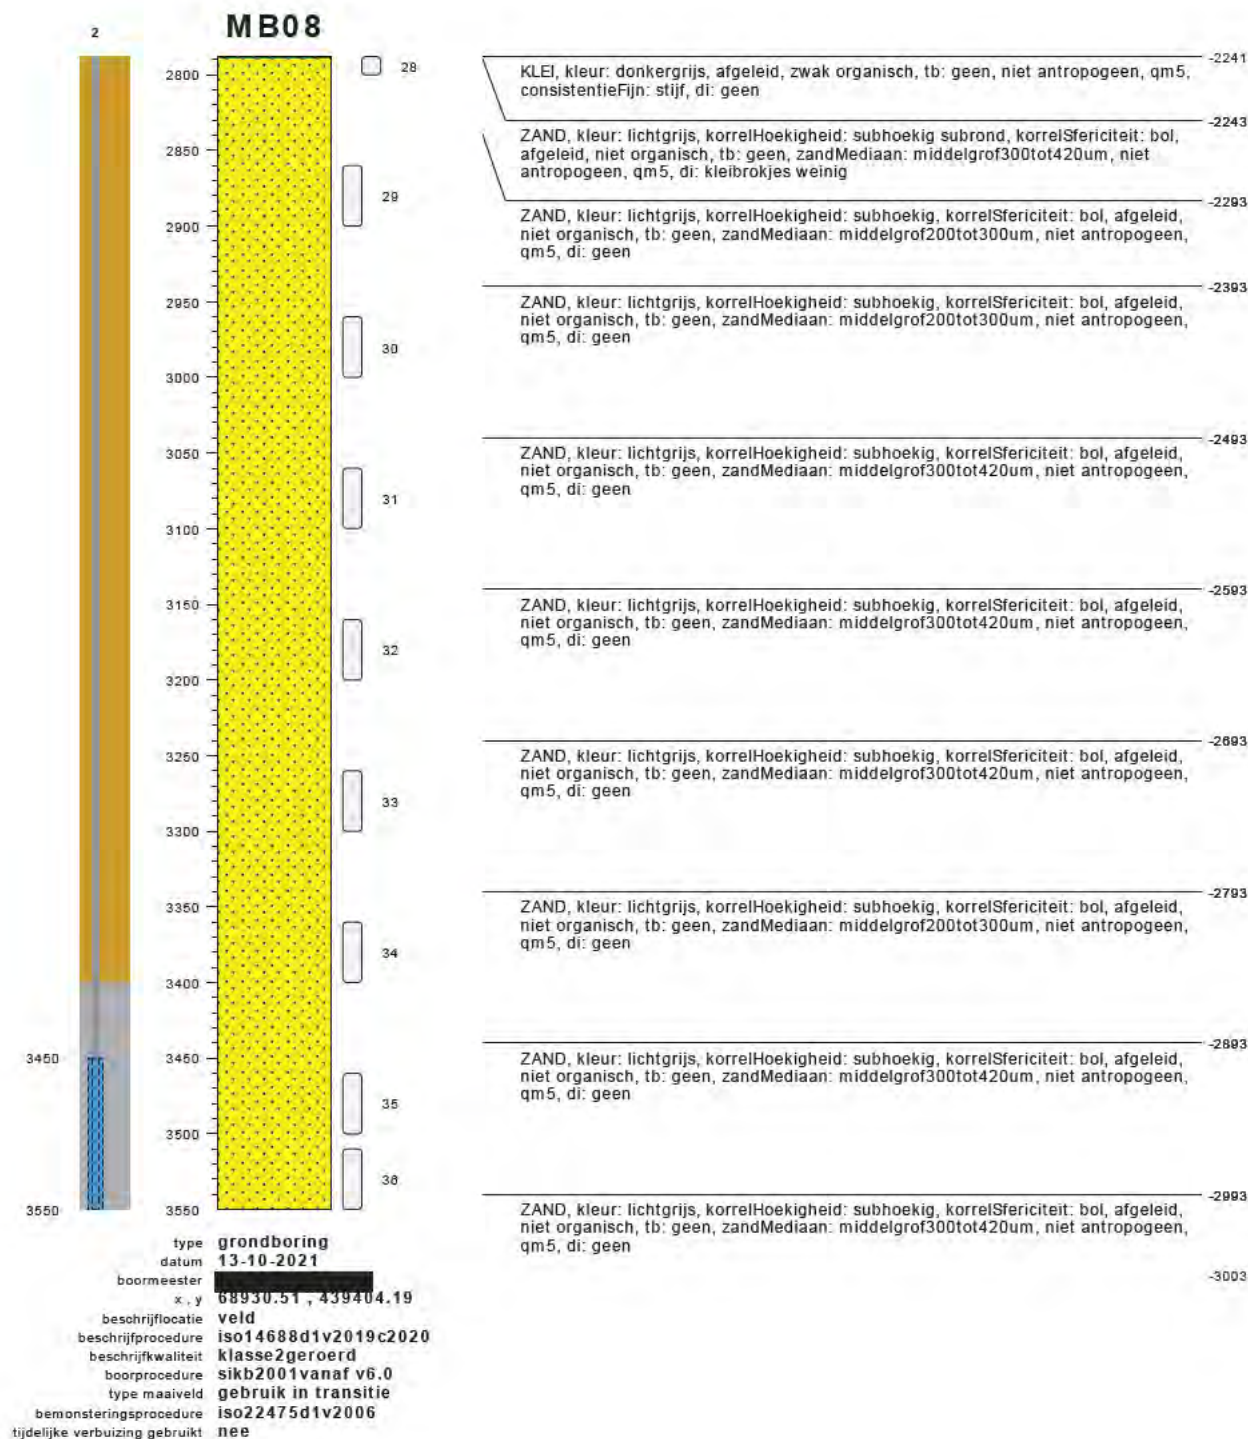 2
MB08
2800
2850
2900
2950
3000
3050
3100
3150
3200
3250
3300
3350
3400
3450
3500
3550
3450
3550
28
29
30
31
32
33
34
35
36
-2241
KLEI, kleur: donkergrijs, afgeleid, zwak organisch, tb: geen, niet antropogeen, qm5,
consistentieFijn: stijf, di: geen
-2243
ZAND, kleur: lichtgrijs, korrelHoekigheid: subhoekig subrond, korrelSfericiteit: bol,
afgeleid, niet organisch, tb: geen, zandMediaan: middelgrof300tot420um, niet
antropogeen, qm5, di: kleibrokjes weinig
-2293
ZAND, kleur: lichtgrijs, korrelHoekigheid: subhoekig, korrelSfericiteit: bol, afgeleid,
niet organisch, tb: geen, zandMediaan: middelgrof200tot300um, niet antropogeen,
qm5, di: geen
-2393
ZAND, kleur: lichtgrijs, korrelHoekigheid: subhoekig, korrelSfericiteit: bol, afgeleid,
niet organisch, tb: geen, zandMediaan: middelgrof200tot300um, niet antropogeen,
qm5, di: geen
-2493
ZAND, kleur: lichtgrijs, korrelHoekigheid: subhoekig, korrelSfericiteit: bol, afgeleid,
niet organisch, tb: geen, zandMediaan: middelgrof300tot420um, niet antropogeen,
qm5, di: geen
-2593
ZAND, kleur: lichtgrijs, korrelHoekigheid: subhoekig, korrelSfericiteit: bol, afgeleid,
niet organisch, tb: geen, zandMediaan: middelgrof300tot420um, niet antropogeen,
qm5, di: geen
-2693
ZAND, kleur: lichtgrijs, korrelHoekigheid: subhoekig, korrelSfericiteit: bol, afgeleid,
niet organisch, tb: geen, zandMediaan: middelgrof300tot420um, niet antropogeen,
qm5, di: geen
-2793
ZAND, kleur: lichtgrijs, korrelHoekigheid: subhoekig, korrelSfericiteit: bol, afgeleid,
niet organisch, tb: geen, zandMediaan: middelgrof200tot300um, niet antropogeen,
qm5, di: geen
-2893
ZAND, kleur: lichtgrijs, korrelHoekigheid: subhoekig, korrelSfericiteit: bol, afgeleid,
niet organisch, tb: geen, zandMediaan: middelgrof300tot420um, niet antropogeen,
qm5, di: geen
-2993
ZAND, kleur: lichtgrijs, korrelHoekigheid: subhoekig, korrelSfericiteit: bol, afgeleid,
niet organisch, tb: geen, zandMediaan: middelgrof300tot420um, niet antropogeen,
qm5, di: geen
-3003
type grondboring
datum 13-10-2021
boormeester
x , y 68930.51 , 439404.19
beschrijflocatie veld
beschrijfprocedure iso14688d1v2019c2020
beschrijfkwaliteit klasse2geroerd
boorprocedure sikb2001vanaf v6.0
type maaiveld gebruik in transitie
bemonsteringsprocedure iso22475d1v2006
tijdelijke verbuizing gebruikt nee